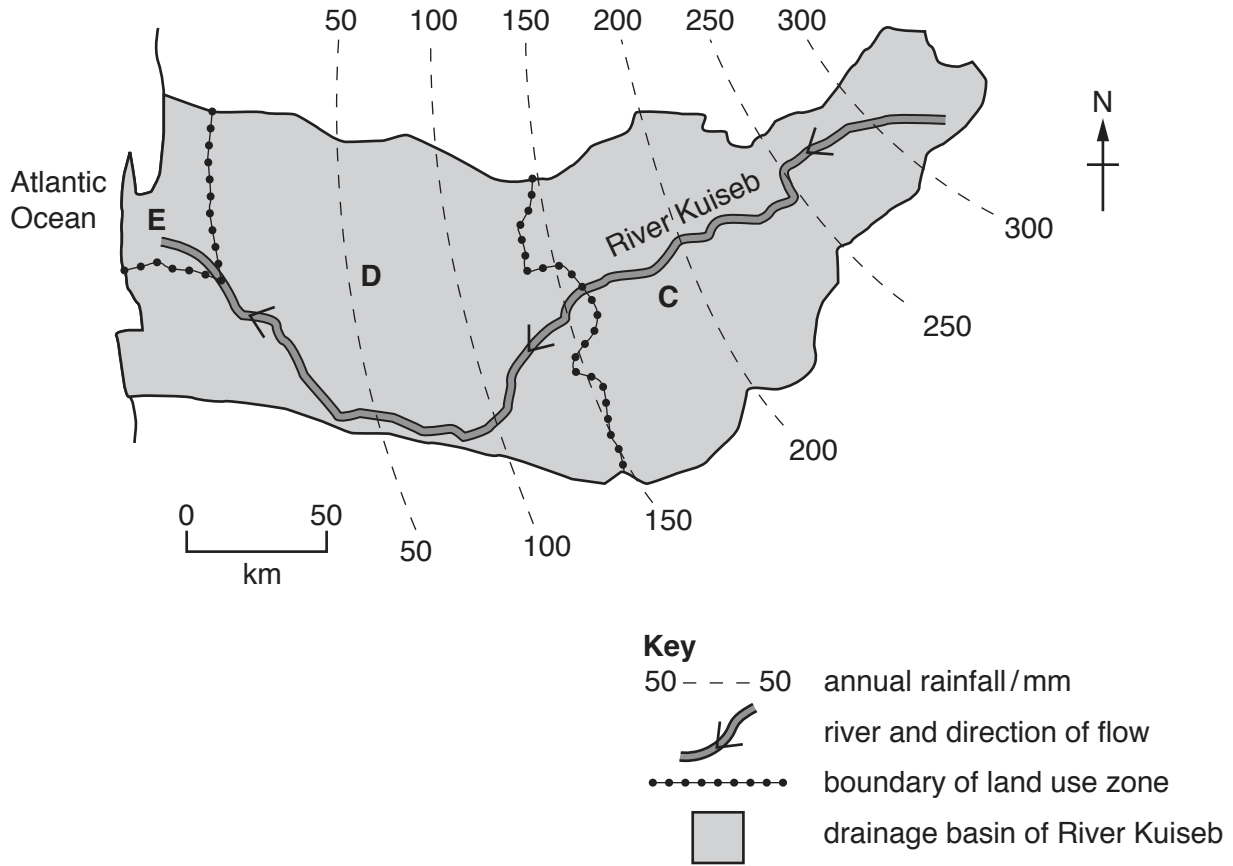 50 100 150 200 250 300
N
Atlantic
Ocean
E
River Kuiseb
D
C
300
250
200
150
100
50
0 50
km
Key
50 50 annual rainfall / mm
river and direction of flow
boundary of land use zone
drainage basin of River Kuiseb